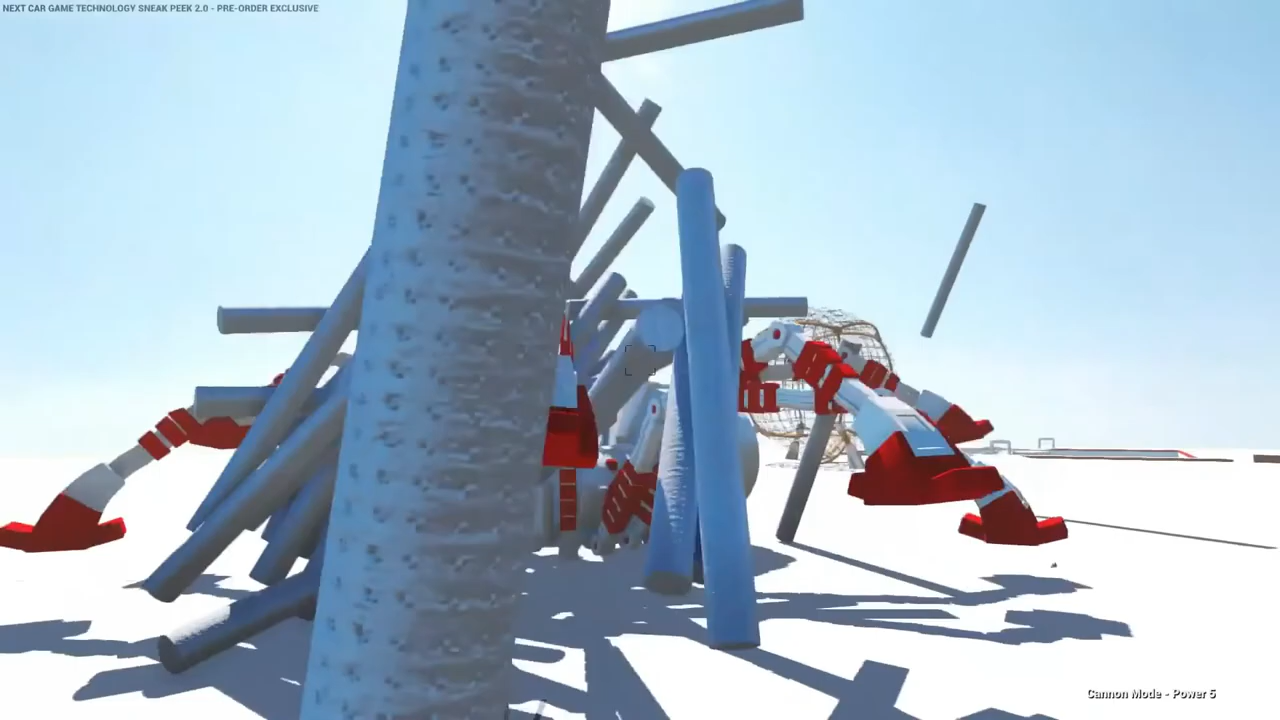 NEXT CAR GAME TECHNOLOGY SNEAK PEEK 2.0 - PRE-ORDER EXCLUSIVE
Cannon Mode - Power 5